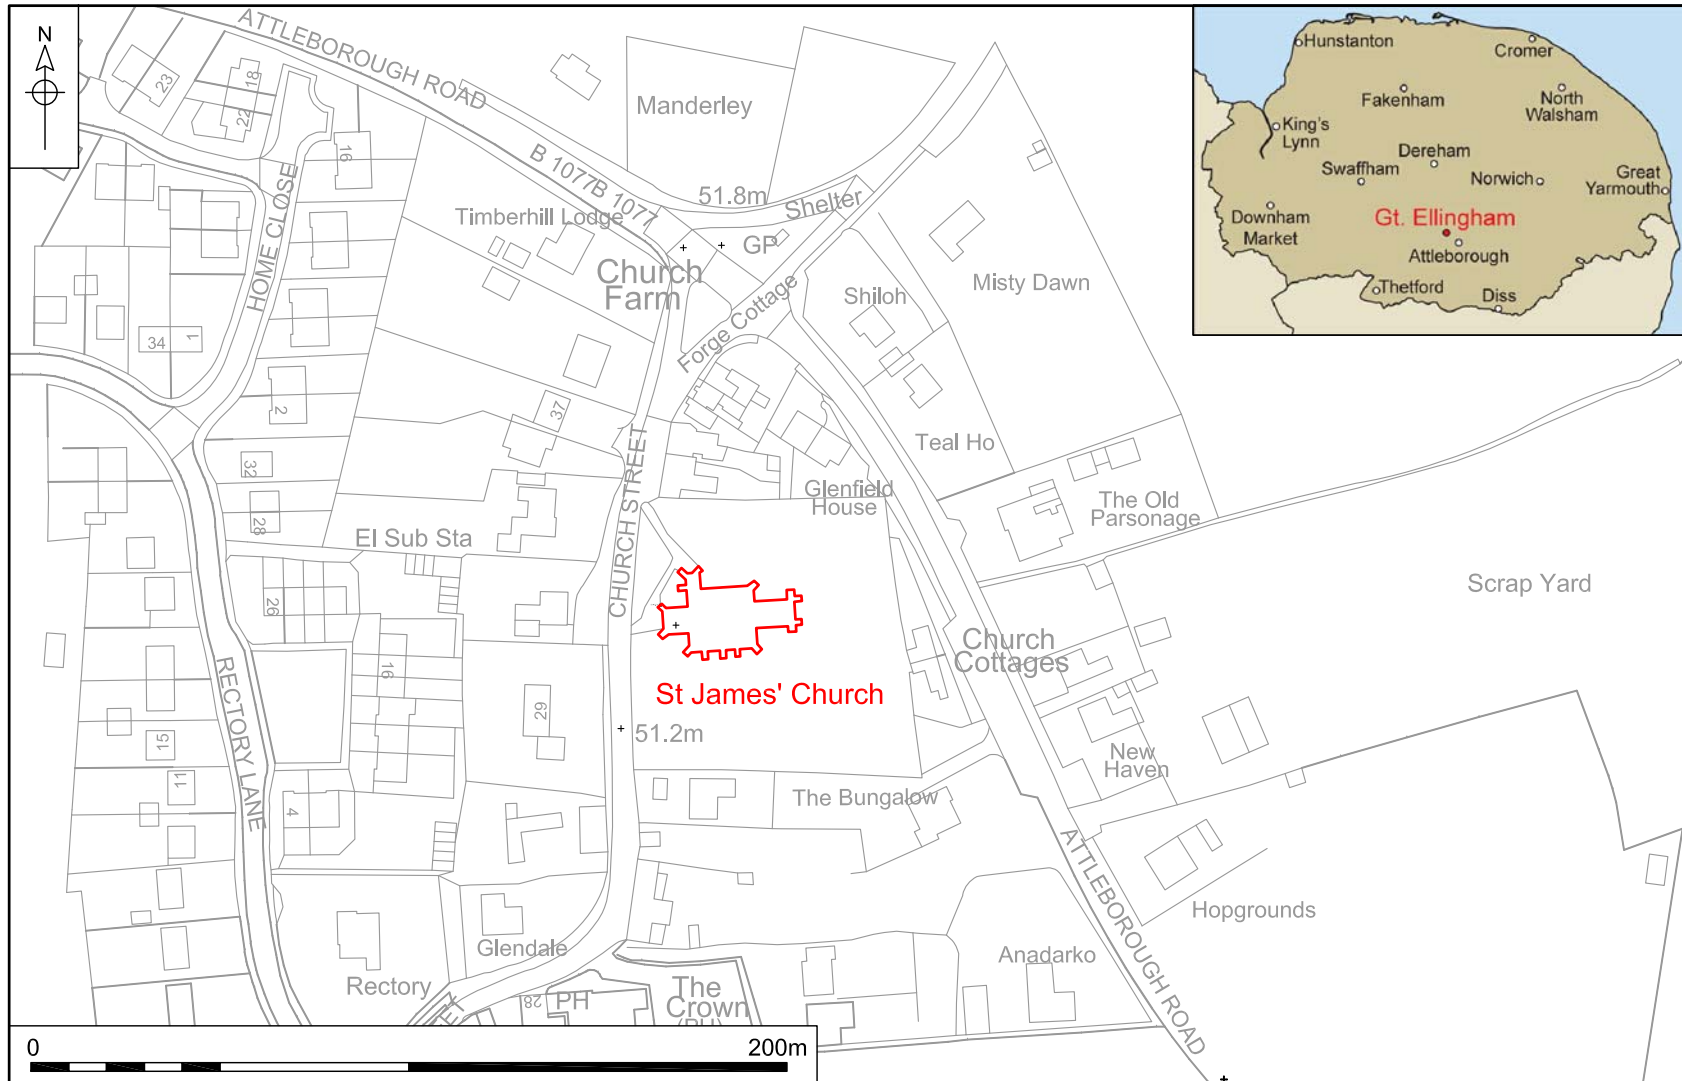 N
ATTLEBOROUGH ROAD
23
18
22
16
HOME CLOSE
34
1
2
32
28
26
16
15
11
4
RECTORY LANE
Manderley
B 1077
B 1077
51.8m
Shelter
GP
Timberhill Lodge
Church
Farm
Forge Cottage
Shiloh
Misty Dawn
Teal Ho
37
CHURCH STREET
El Sub Sta
Glenfield
House
The Old
Parsonage
Scrap Yard
Church
Cottages
St James' Church
29
51.2m
New
Haven
The Bungalow
ATTLEBOROUGH ROAD
Hopgrounds
Anadarko
Glendale
Rectory
28
PH
The
Crown
(PH)
0
200m
Hunstanton
Cromer
Fakenham
North
Walsham
King's
Lynn
Dereham
Swaffham
Norwich
Great
Yarmouth
Downham
Market
Gt. Ellingham
Attleborough
Thetford
Diss